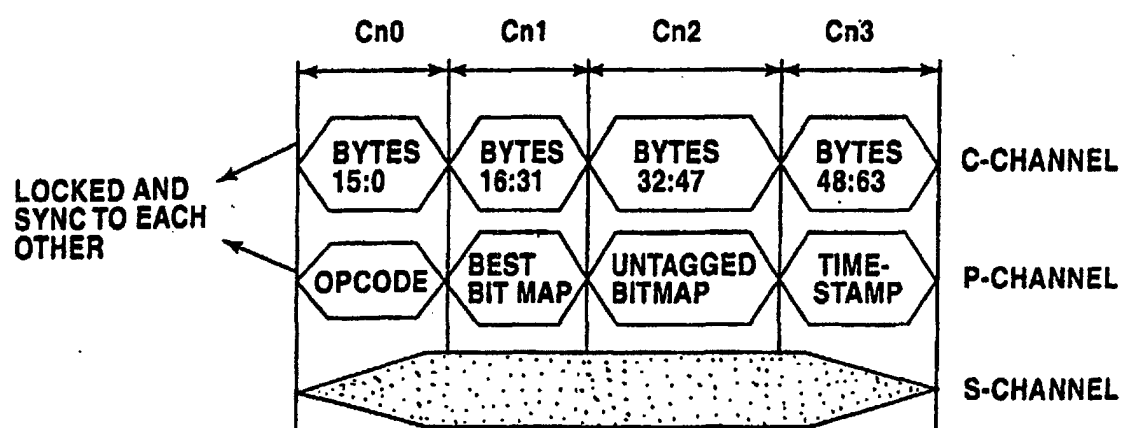 Cn0 Cn1 Cn2 Cn3
BYTES 15:0
BYTES 16:31
BYTES 32:47
BYTES 48:63
C-CHANNEL
LOCKED AND
SYNC TO EACH
OTHER
OPCODE
BEST
BIT MAP
UNTAGGED
BITMAP
TIME-
STAMP
P-CHANNEL
S-CHANNEL